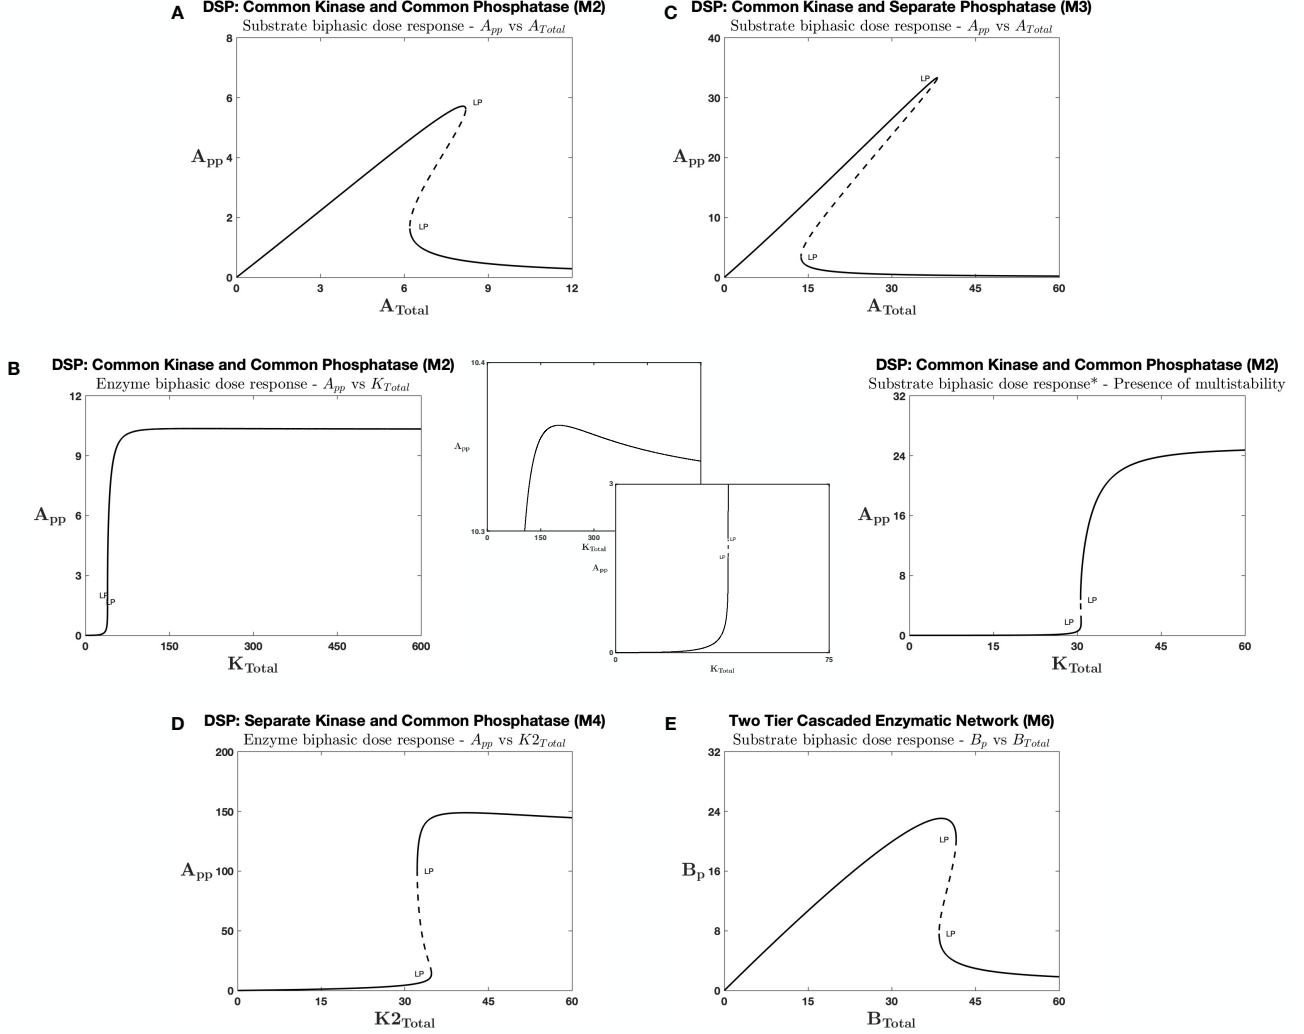 A
DSP: Common Kinase and Common Phosphatase (M2)
Substrate biphasic dose response - App vs ATotal
8
6
4
2
0
App
0 3 6 9 12
ATotal
LP
LP
C
DSP: Common Kinase and Separate Phosphatase (M3)
Substrate biphasic dose response - App vs ATotal
40
30
20
10
0
App
0 15 30 45 60
ATotal
LP
LP
B
DSP: Common Kinase and Common Phosphatase (M2)
Enzyme biphasic dose response - App vs KTotal
12
9
6
3
0
App
0 150 300 450 600
KTotal
LP
LP
10.4
10.3
App
0 150 300
KTotal
3
0
App
0 75
KTotal
LP
LP
DSP: Common Kinase and Common Phosphatase (M2)
Substrate biphasic dose response* - Presence of multistability
32
24
16
8
0
App
0 15 30 45 60
KTotal
LP
LP
D
DSP: Separate Kinase and Common Phosphatase (M4)
Enzyme biphasic dose response - App vs K2Total
200
150
100
50
0
App
0 15 30 45 60
K2Total
LP
LP
E
Two Tier Cascaded Enzymatic Network (M6)
Substrate biphasic dose response - Bp vs BTotal
32
24
16
8
0
Bp
0 15 30 45 60
BTotal
LP
LP